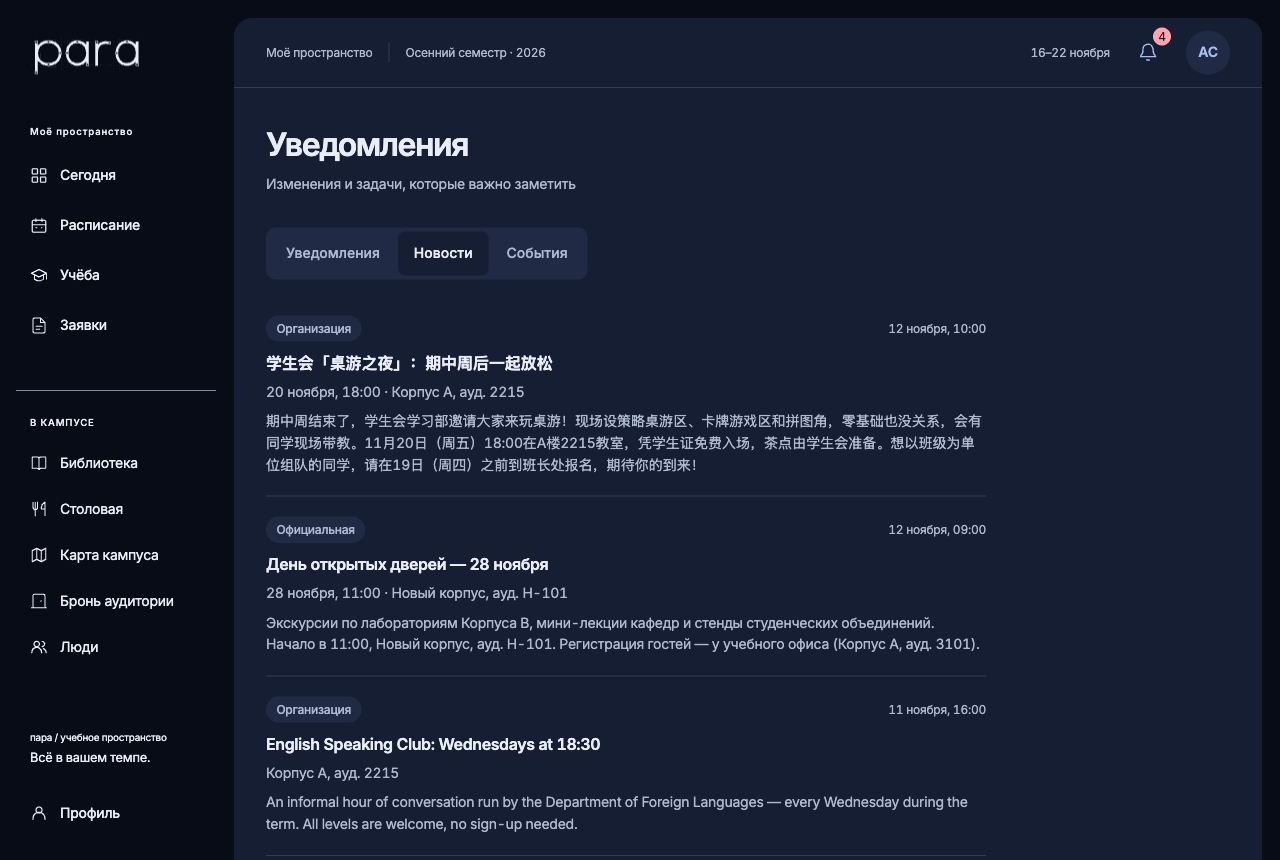 para
Моё пространство
Сегодня
Расписание
Учёба
Заявки
В КАМПУСЕ
Библиотека
Столовая
Карта кампуса
Бронь аудитории
Люди
пара / учебное пространство
Всё в вашем темпе.
Профиль
Моё пространство
Осенний семестр · 2026
16–22 ноября
4
АС
Уведомления
Изменения и задачи, которые важно заметить
Уведомления
Новости
События
Организация
12 ноября, 10:00
学生会「桌游之夜」：期中周后一起放松
20 ноября, 18:00 · Корпус А, ауд. 2215
期中周结束了，学生会学习部邀请大家来玩桌游！现场设策略桌游区、卡牌游戏区和拼图角，零基础也没关系，会有
同学现场带教。11月20日（周五）18:00在A楼2215教室，凭学生证免费入场，茶点由学生会准备。想以班级为单
位组队的同学，请在19日（周四）之前到班长处报名，期待你的到来！
Официальная
12 ноября, 09:00
День открытых дверей — 28 ноября
28 ноября, 11:00 · Новый корпус, ауд. Н-101
Экскурсии по лабораториям Корпуса В, мини-лекции кафедр и стенды студенческих объединений.
Начало в 11:00, Новый корпус, ауд. Н-101. Регистрация гостей — у учебного офиса (Корпус А, ауд. 3101).
Организация
11 ноября, 16:00
English Speaking Club: Wednesdays at 18:30
Корпус А, ауд. 2215
An informal hour of conversation run by the Department of Foreign Languages — every Wednesday during the
term. All levels are welcome, no sign-up needed.